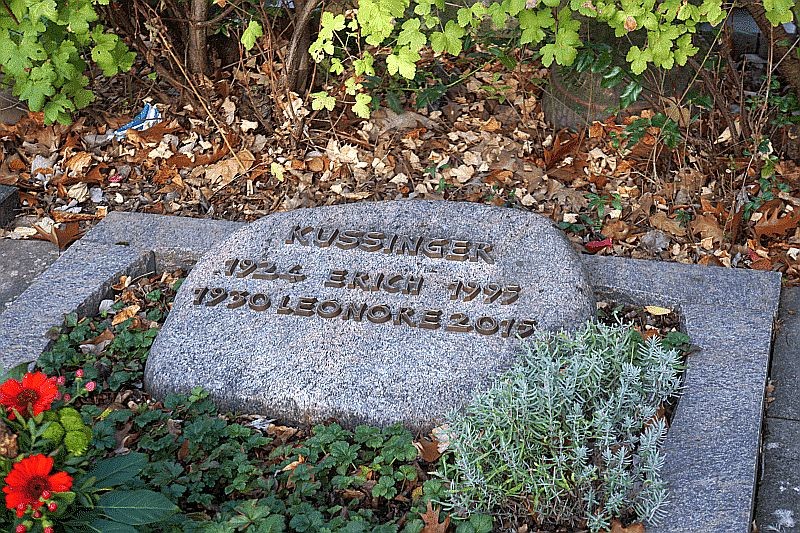 KUSSINGER
1924 ERICH 1995
1930 LEONORE 2015